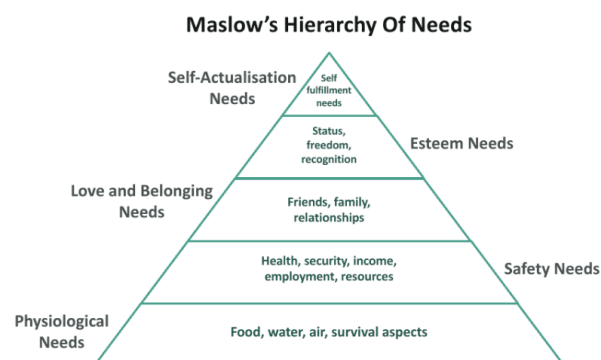 Maslow's Hierarchy Of Needs
Self-Actualisation
Needs
Self
fulfillment
needs
Status,
freedom,
recognition
Esteem Needs
Love and Belonging
Needs
Friends, family,
relationships
Health, security, income,
employment, resources
Safety Needs
Physiological
Needs
Food, water, air, survival aspects